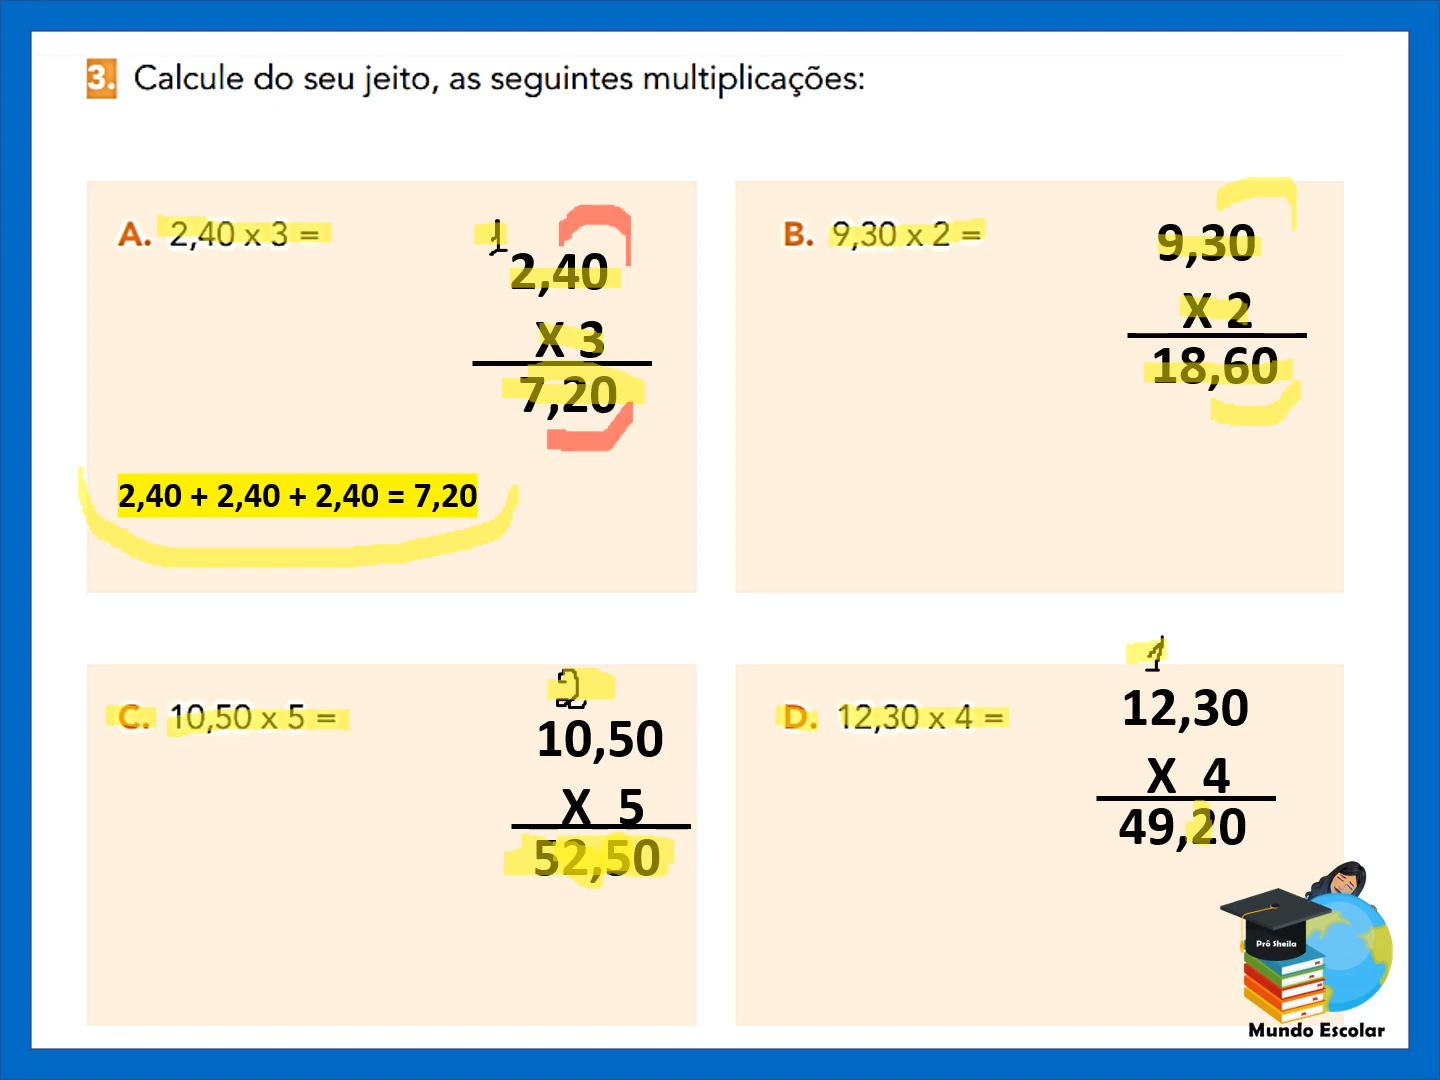 3. Calcule do seu jeito, as seguintes multiplicações:
A. 2,40 x 3 =
1
2,40
X 3
7,20
2,40 + 2,40 + 2,40 = 7,20
B. 9,30 x 2 =
9,30
X 2
18,60
C. 10,50 x 5 =
2
10,50
X 5
52,50
D. 12,30 x 4 =
1
12,30
X 4
49,20
Prô Sheila
Mundo Escolar